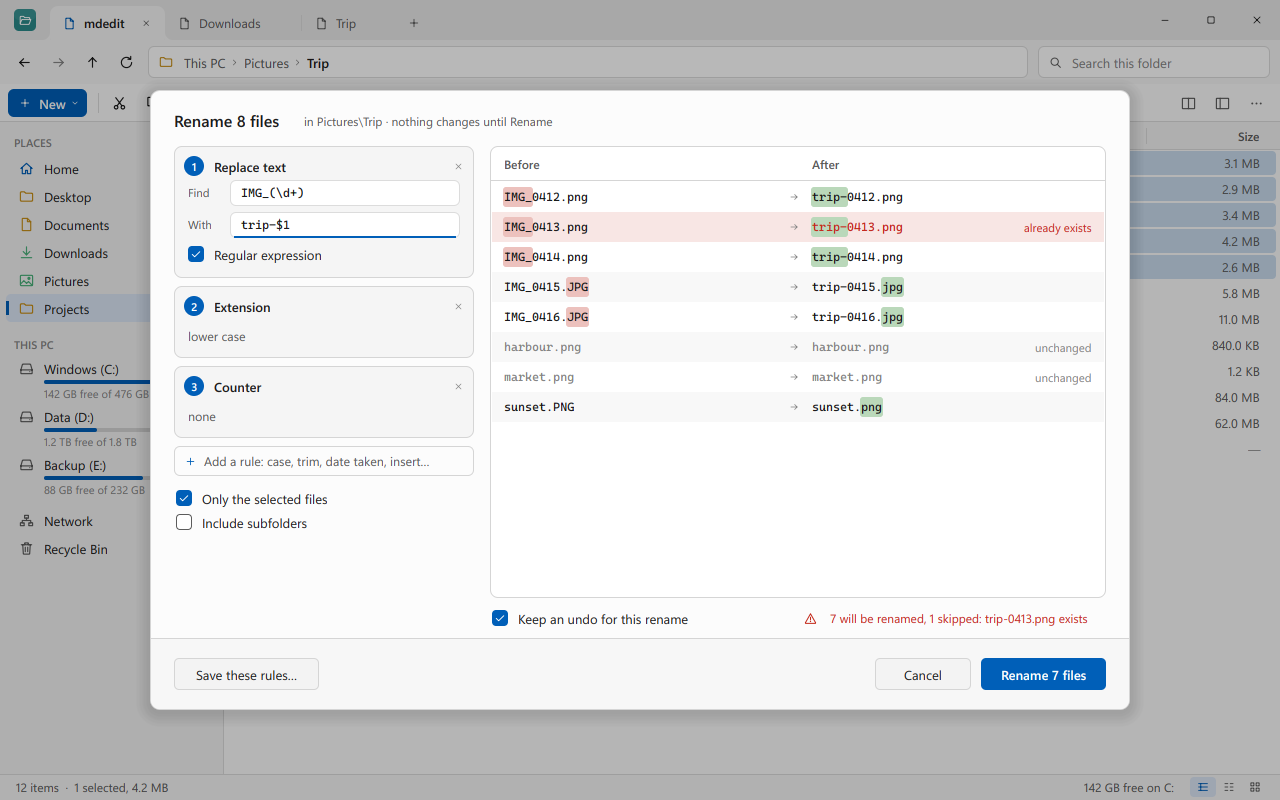 mdedit
Downloads
Trip
This PC › Pictures › Trip
Search this folder
New
Rename 8 files
in Pictures\Trip · nothing changes until Rename
PLACES
Home
Desktop
Documents
Downloads
Pictures
Projects
THIS PC
Windows (C:)
142 GB free of 476 GB
Data (D:)
1.2 TB free of 1.8 TB
Backup (E:)
88 GB free of 232 GB
Network
Recycle Bin
1 Replace text
Find IMG_(\d+)
With trip-$1
Regular expression
2 Extension
lower case
3 Counter
none
+ Add a rule: case, trim, date taken, insert...
Only the selected files
Include subfolders
Before → After
IMG_0412.png → trip-0412.png
IMG_0413.png → trip-0413.png already exists
IMG_0414.png → trip-0414.png
IMG_0415.JPG → trip-0415.jpg
IMG_0416.JPG → trip-0416.jpg
harbour.png → harbour.png unchanged
market.png → market.png unchanged
sunset.PNG → sunset.png
Keep an undo for this rename
7 will be renamed, 1 skipped: trip-0413.png exists
Save these rules...
Cancel
Rename 7 files
Size
3.1 MB
2.9 MB
3.4 MB
4.2 MB
2.6 MB
5.8 MB
11.0 MB
840.0 KB
1.2 KB
84.0 MB
62.0 MB
—
12 items · 1 selected, 4.2 MB
142 GB free on C: